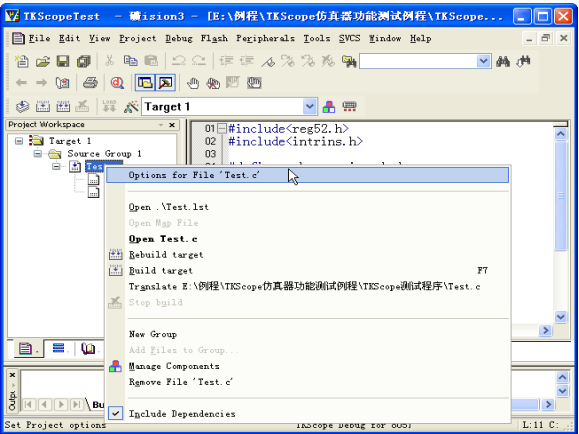 TKScopeTest - 礦ision3 - [E:\例程\TKScope仿真器功能测试例程\TKScope...
File Edit View Project Debug Flash Peripherals Tools SVCS Window Help
Target 1
Project Workspace
Target 1
Source Group 1
01 #include<reg52.h>
02 #include<intrins.h>
03
Options for File 'Test.c'
Open .\Test.lst
Open Map File
Open Test.c
Rebuild target
Build target F7
Translate E:\例程\TKScope仿真器功能测试例程\TKScope测试程序\Test.c
Stop build
New Group
Add Files to Group...
Manage Components
Remove File 'Test.c'
Include Dependencies
Set Project options
TKScope Debug for 8051
L:11 C: